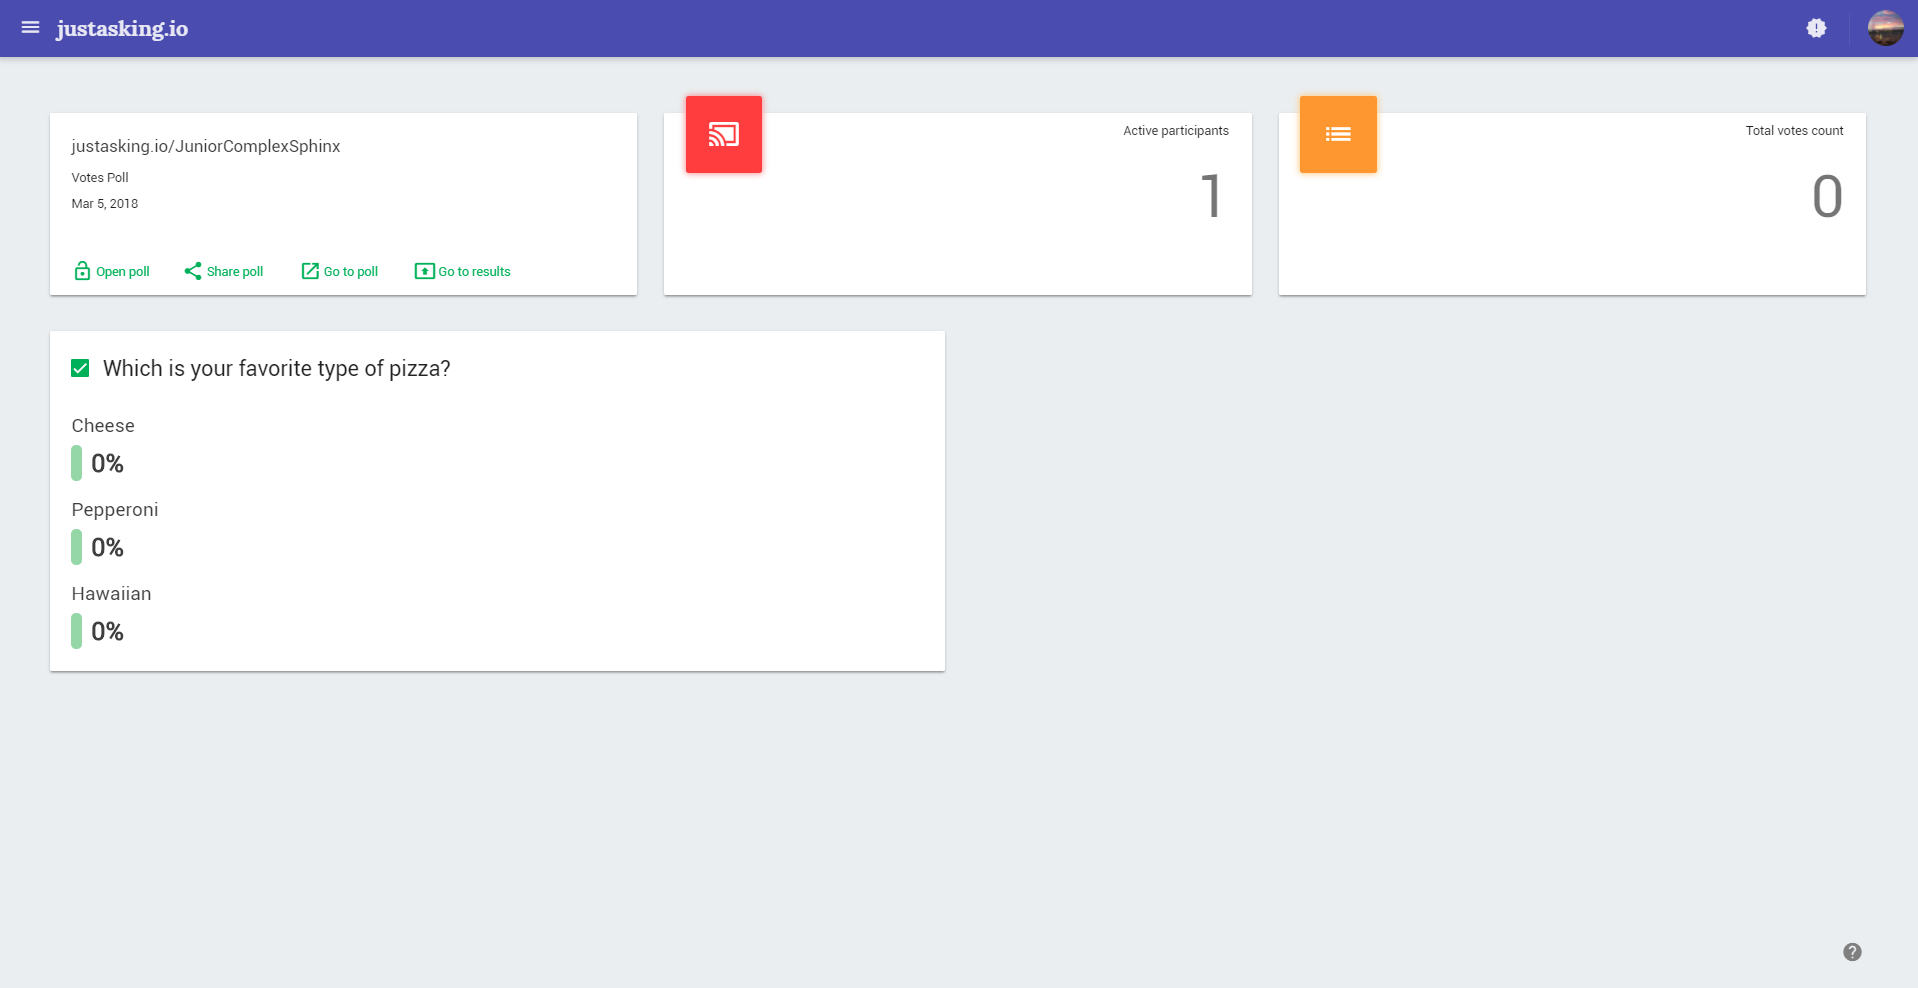 justasking.io
justasking.io/JuniorComplexSphinx
Votes Poll
Mar 5, 2018
Open poll
Share poll
Go to poll
Go to results
Active participants
1
Total votes count
0
Which is your favorite type of pizza?
Cheese
0%
Pepperoni
0%
Hawaiian
0%